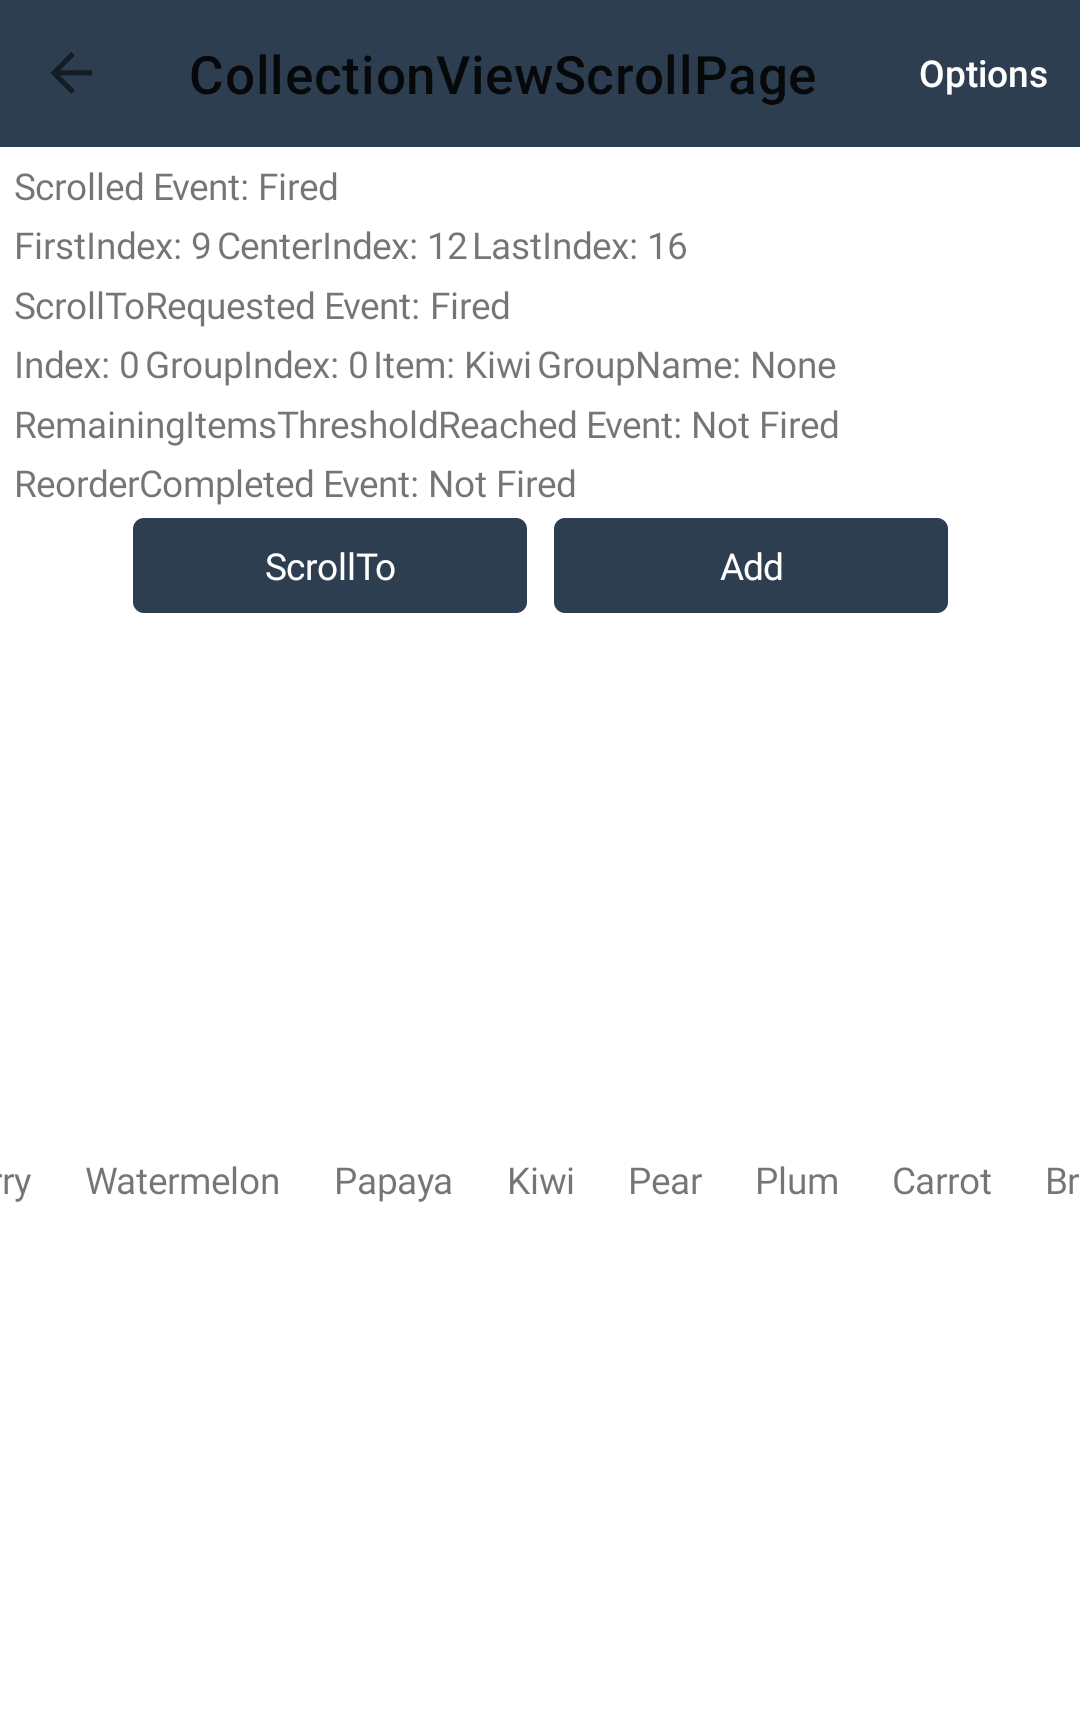 CollectionViewScrollPage Options
Scrolled Event: Fired
FirstIndex: 9 CenterIndex: 12 LastIndex: 16
ScrollToRequested Event: Fired
Index: 0 GroupIndex: 0 Item: Kiwi GroupName: None
RemainingItemsThresholdReached Event: Not Fired
ReorderCompleted Event: Not Fired
ScrollTo Add
ry Watermelon Papaya Kiwi Pear Plum Carrot Br